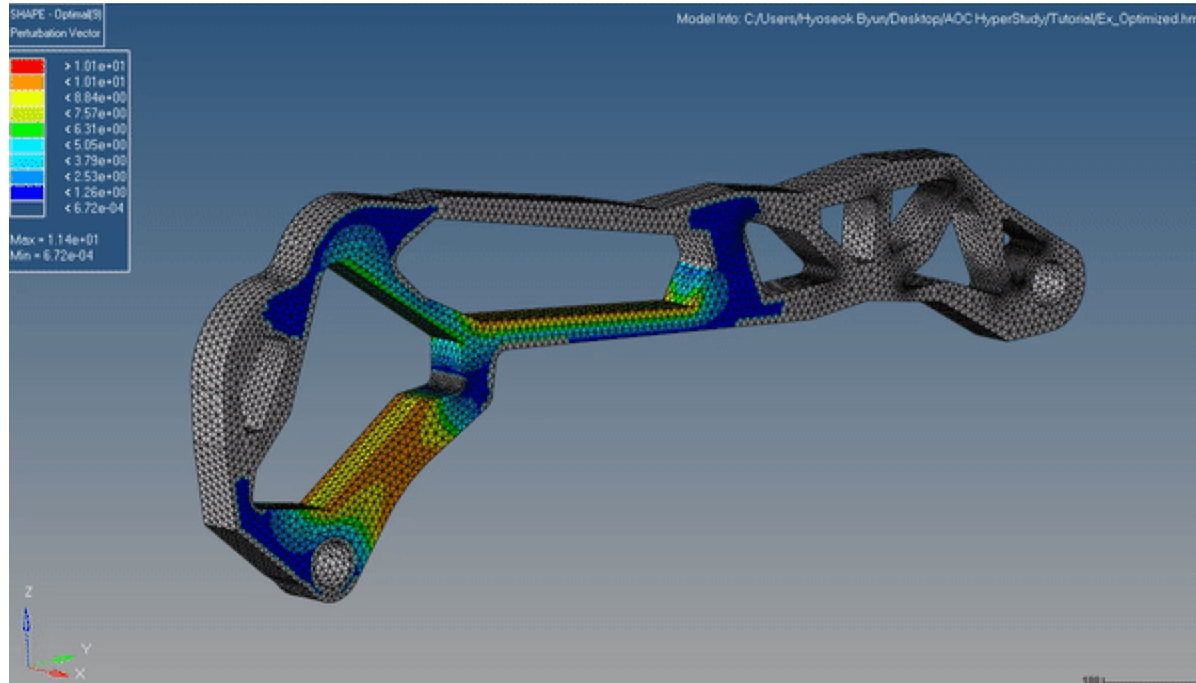 SHAPE - Optimal(9)
Perturbation Vector
Model Info: C:/Users/Hyoseok Byun/Desktop/AOC HyperStudy/Tutorial/Ex_Optimized.hm
> 1.01e+01
< 1.01e+01
< 8.84e+00
< 7.57e+00
< 6.31e+00
< 5.05e+00
< 3.79e+00
< 2.53e+00
< 1.26e+00
< 6.72e-04
Max = 1.14e+01
Min = 6.72e-04
Z
Y
X